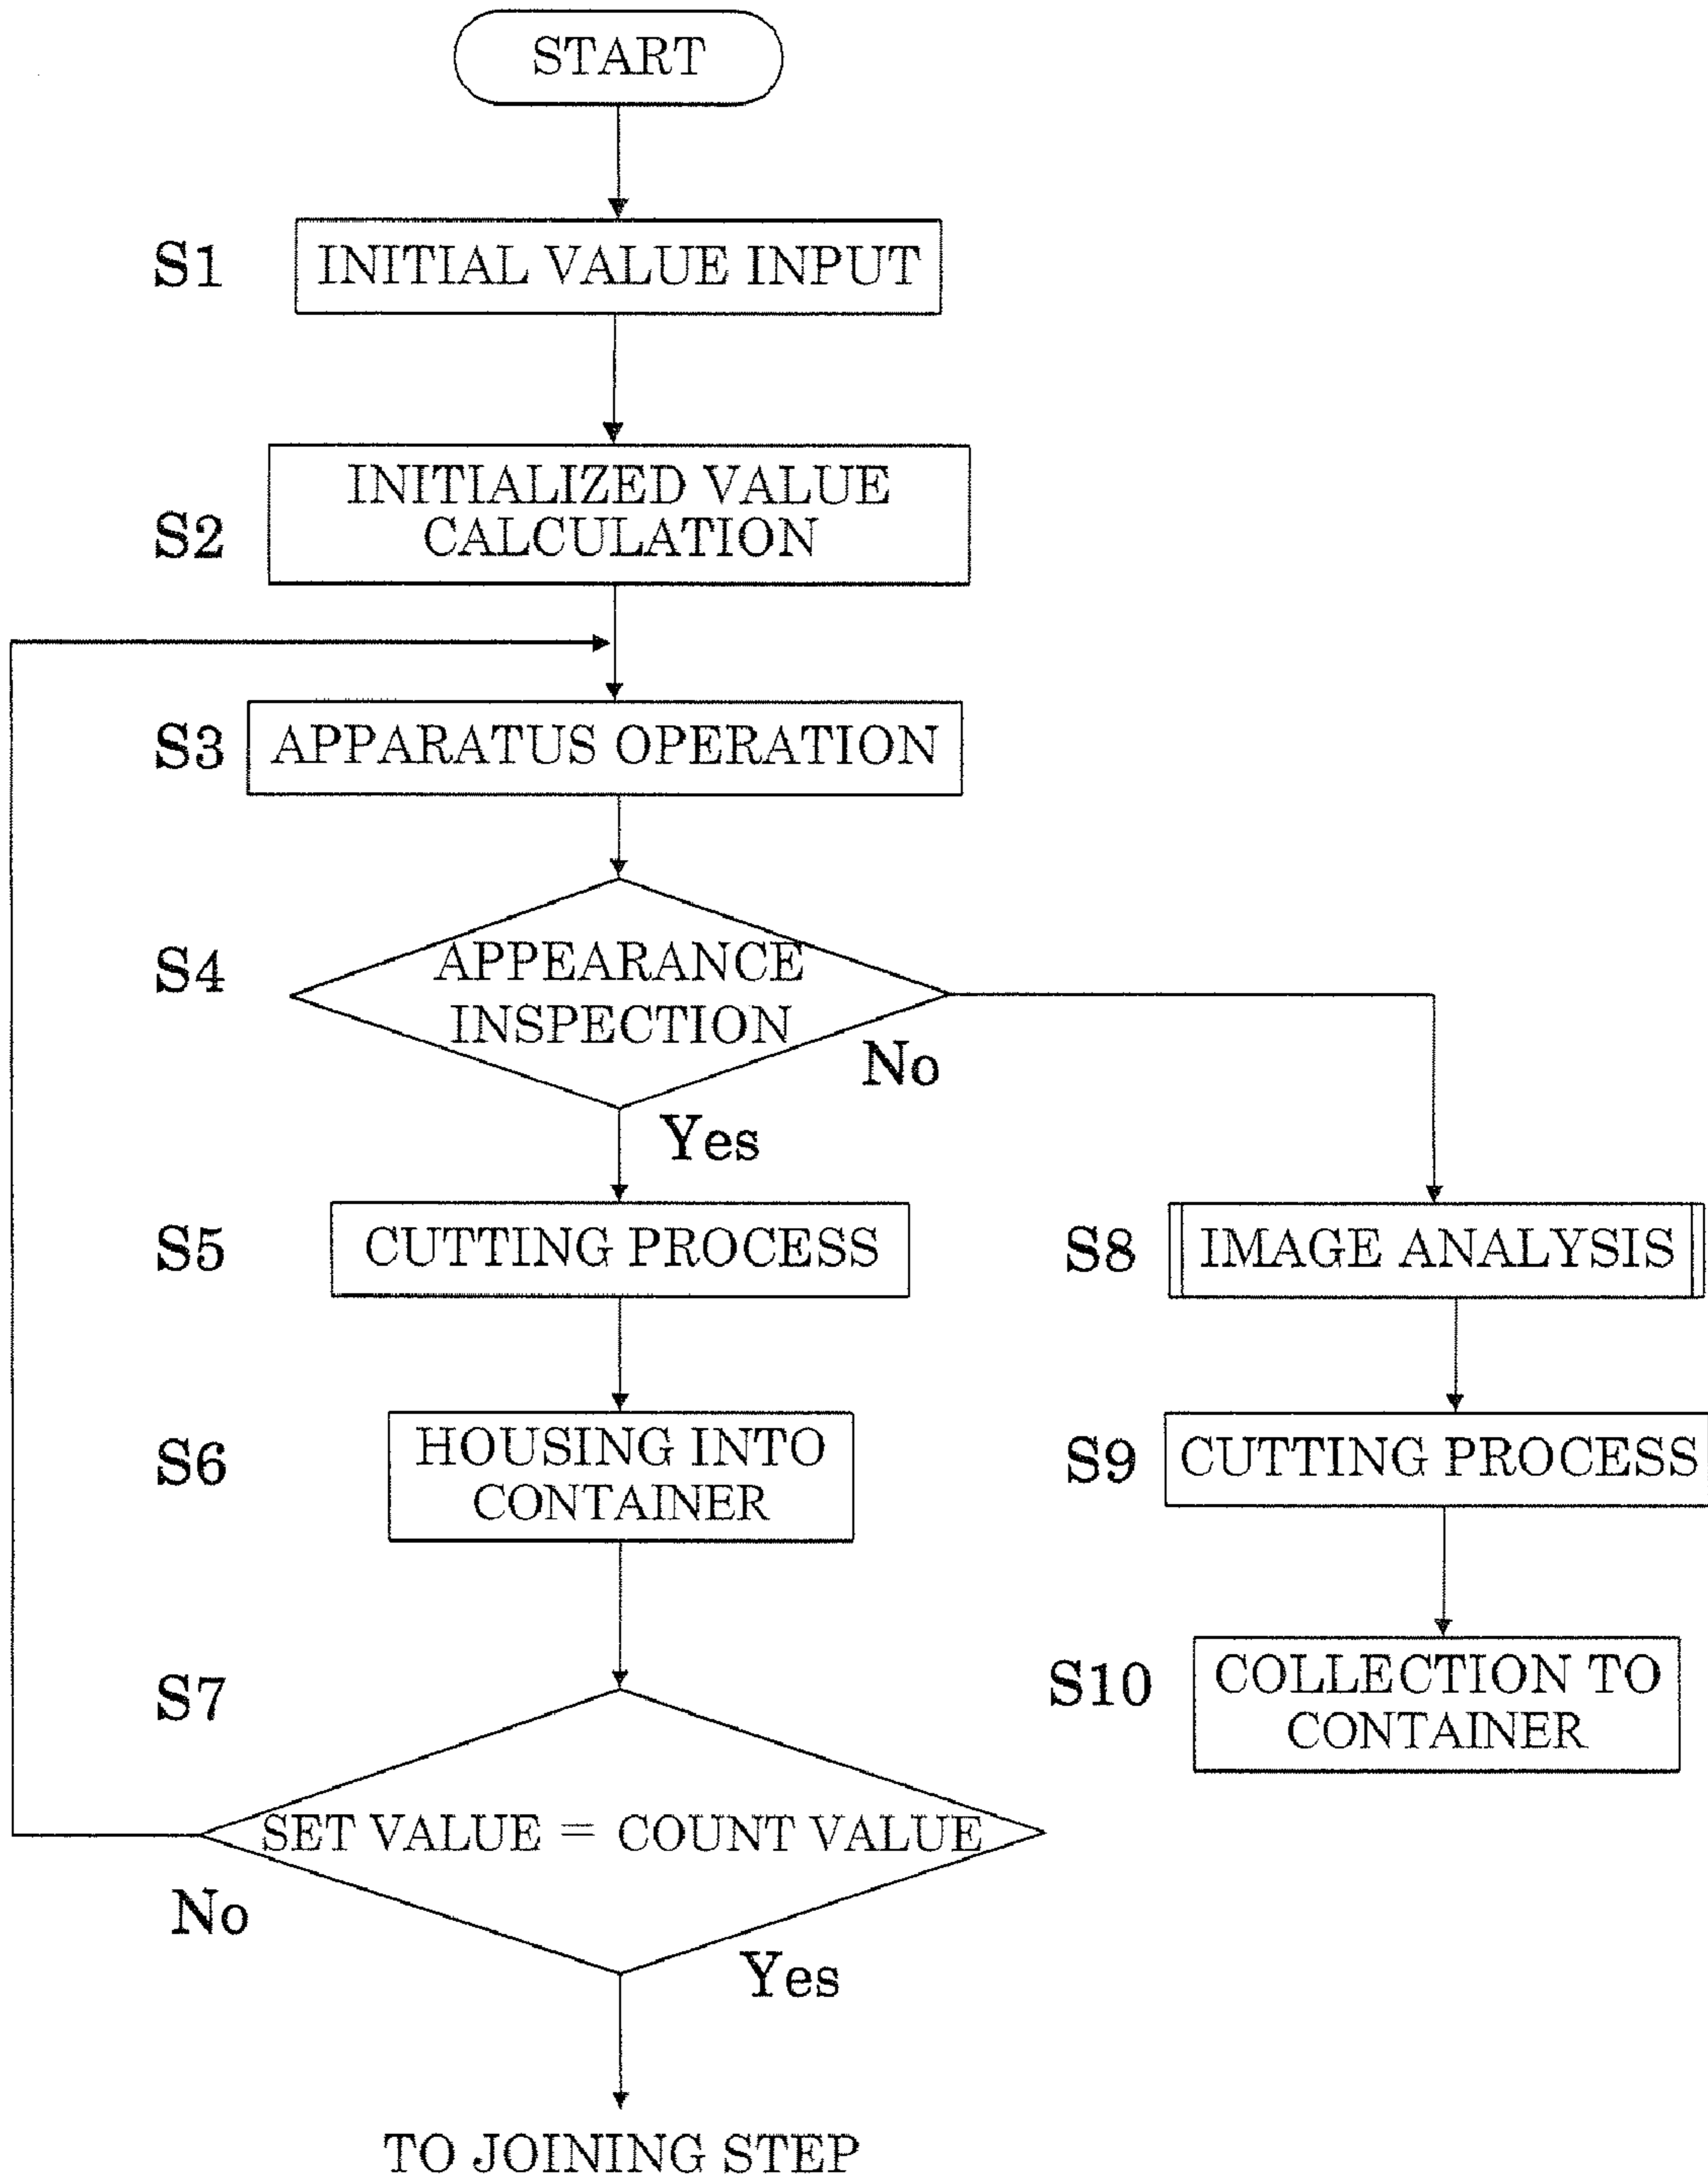 START
S1
INITIAL VALUE INPUT
S2
INITIALIZED VALUE
CALCULATION
S3
APPARATUS OPERATION
S4
APPEARANCE
INSPECTION
No
Yes
S5
CUTTING PROCESS
S8
IMAGE ANALYSIS
S6
HOUSING INTO
CONTAINER
S9
CUTTING PROCESS
S7
SET VALUE = COUNT VALUE
S10
COLLECTION TO
CONTAINER
No
Yes
TO JOINING STEP